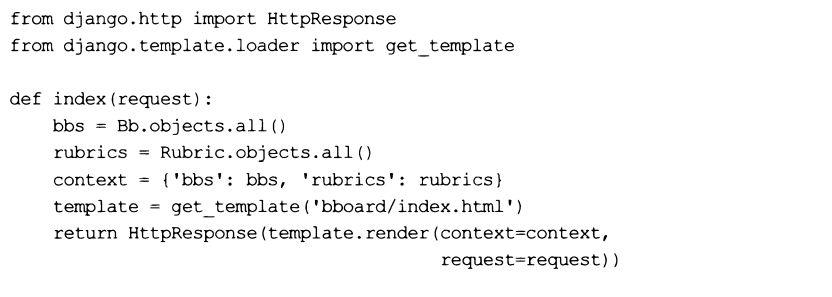 from django.http import HttpResponse
from django.template.loader import get_template

def index(request):
    bbs = Bb.objects.all()
    rubrics = Rubric.objects.all()
    context = {'bbs': bbs, 'rubrics': rubrics}
    template = get_template('bboard/index.html')
    return HttpResponse(template.render(context=context,
                                        request=request))